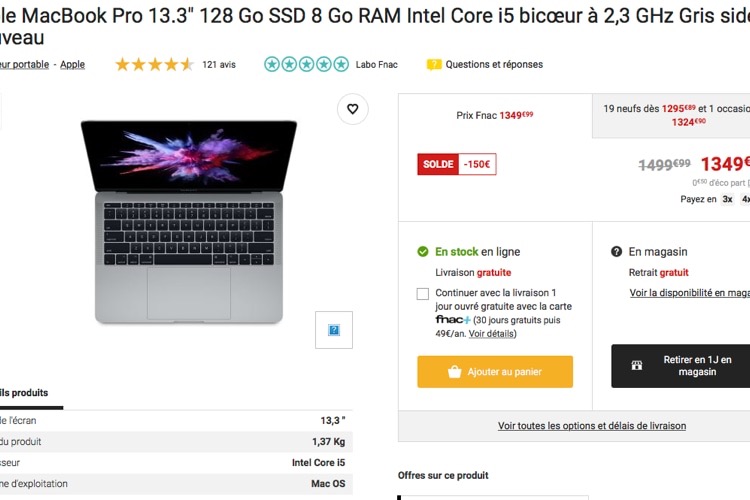 le MacBook Pro 13.3" 128 Go SSD 8 Go RAM Intel Core i5 bicœur à 2,3 GHz Gris side
uveau
eur portable - Apple
121 avis
Labo Fnac
Questions et réponses
Prix Fnac 1349€99
19 neufs dès 1295€89 et 1 occasio
1324€90
SOLDE -150€
1499€99 1349€
0€50 d'éco part
Payez en 3x 4x
En stock en ligne
Livraison gratuite
Continuer avec la livraison 1
jour ouvré gratuite avec la carte
fnac+ (30 jours gratuits puis
49€/an. Voir détails)
Ajouter au panier
En magasin
Retrait gratuit
Voir la disponibilité en maga
Retirer en 1J en
magasin
Voir toutes les options et délais de livraison
ils produits
de l'écran 13,3 "
du produit 1,37 Kg
sseur Intel Core i5
me d'exploitation Mac OS
Offres sur ce produit